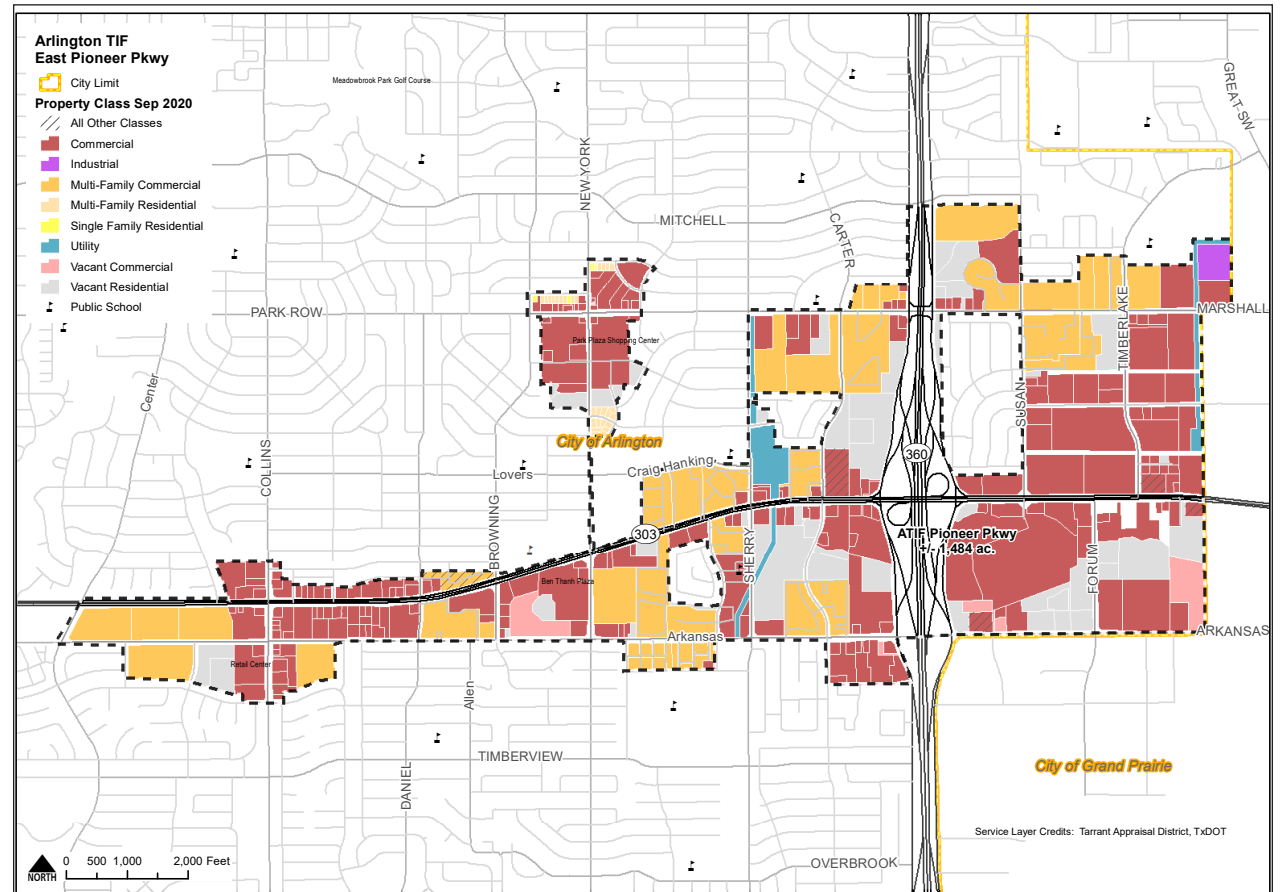 Arlington TIF
East Pioneer Pkwy
City Limit
Property Class Sep 2020
All Other Classes
Commercial
Industrial
Multi-Family Commercial
Multi-Family Residential
Single Family Residential
Utility
Vacant Commercial
Vacant Residential
Public School
Meadowbrook Park Golf Course
GREAT SW
NEW YORK
MITCHELL
CARTER
PARK ROW
MARSHALL
TIMBERLAKE
Park Plaza Shopping Center
Center
SUSAN
COLLINS
City of Arlington
360
Craig Hanking
Lovers
BROWNING
303
ATIF Pioneer Pkwy
+/- 1,484 ac.
SHERRY
FORUM
Ben Thanh Plaza
Arkansas
ARKANSAS
Retail Center
Allen
TIMBERVIEW
DANIEL
City of Grand Prairie
Service Layer Credits: Tarrant Appraisal District, TxDOT
OVERBROOK
NORTH
0 500 1,000 2,000 Feet